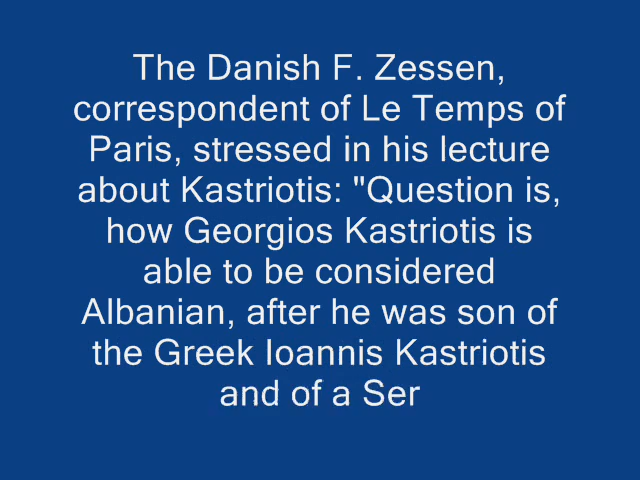 The Danish F. Zessen,
correspondent of Le Temps of
Paris, stressed in his lecture
about Kastriotis: "Question is,
how Georgios Kastriotis is
able to be considered
Albanian, after he was son of
the Greek Ioannis Kastriotis
and of a Ser